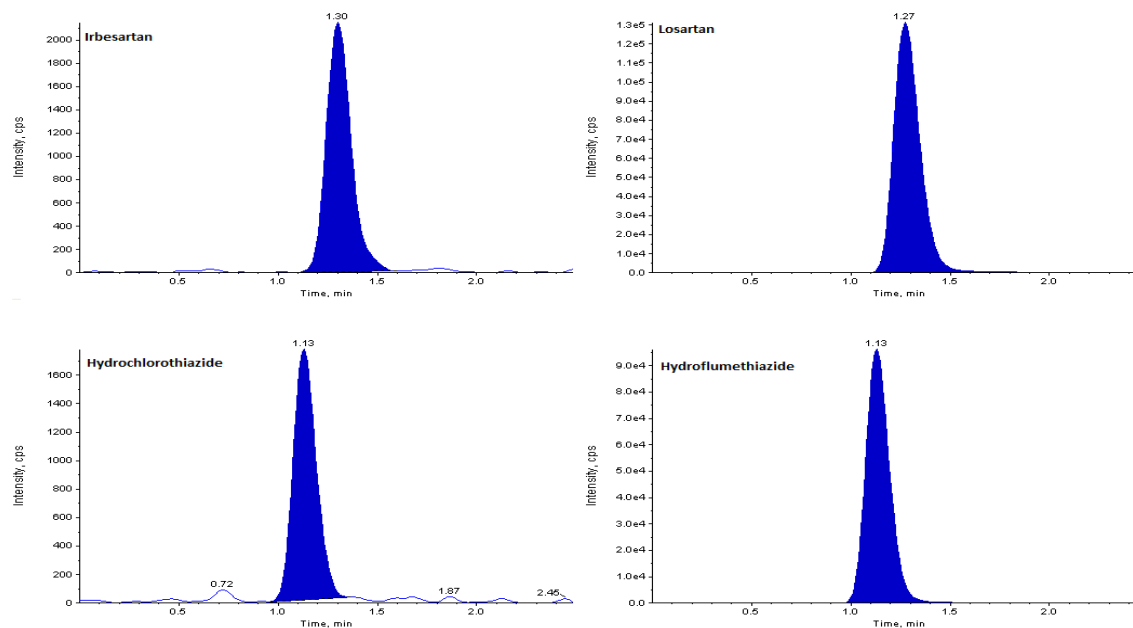 1.30
Irbesartan
2000
1800
1600
1400
1200
1000
800
600
400
200
0
Intensity, cps
0.5 1.0 1.5 2.0
Time, min
1.27
Losartan
1.3e5
1.2e5
1.1e5
1.0e5
9.0e4
8.0e4
7.0e4
6.0e4
5.0e4
4.0e4
3.0e4
2.0e4
1.0e4
0.0
Intensity, cps
0.5 1.0 1.5 2.0
Time, min
1.13
Hydrochlorothiazide
1600
1400
1200
1000
800
600
400
200
0
Intensity, cps
0.72 1.87 2.45
0.5 1.0 1.5 2.0
Time, min
1.13
Hydroflumethiazide
9.0e4
8.0e4
7.0e4
6.0e4
5.0e4
4.0e4
3.0e4
2.0e4
1.0e4
0.0
Intensity, cps
0.5 1.0 1.5 2.0
Time, min